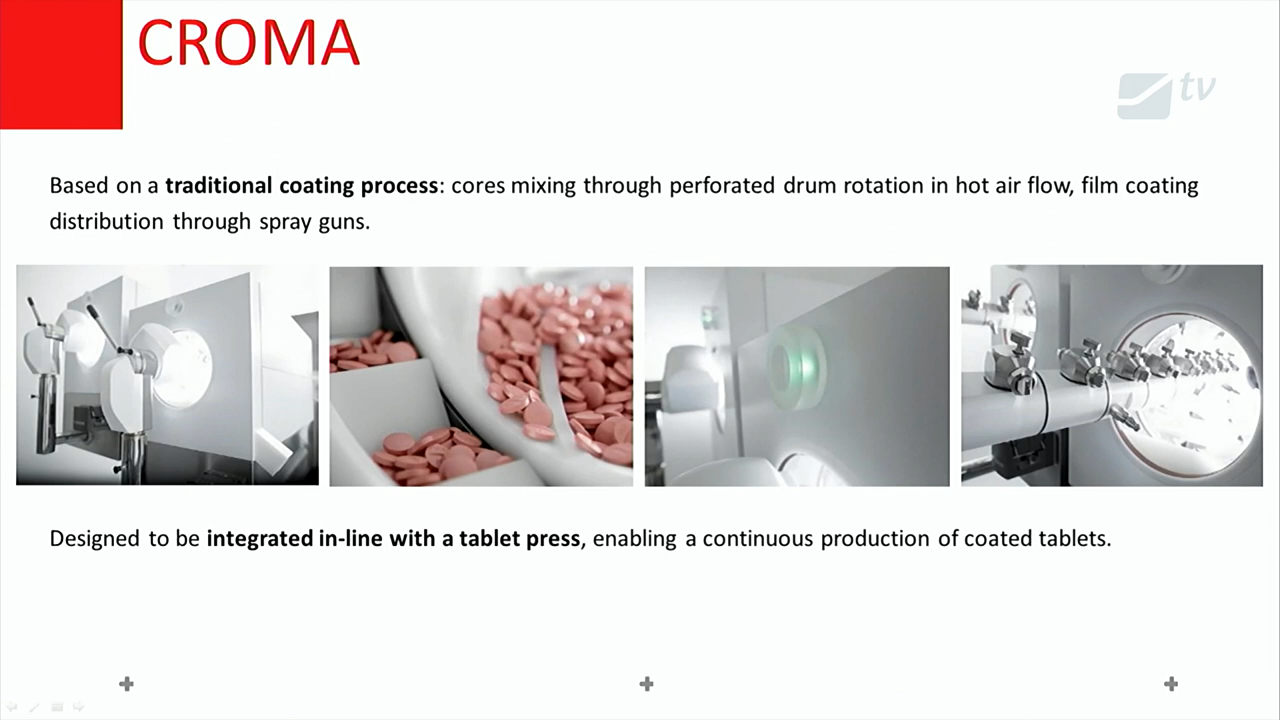 CROMA
tv
Based on a traditional coating process: cores mixing through perforated drum rotation in hot air flow, film coating
distribution through spray guns.
Designed to be integrated in-line with a tablet press, enabling a continuous production of coated tablets.